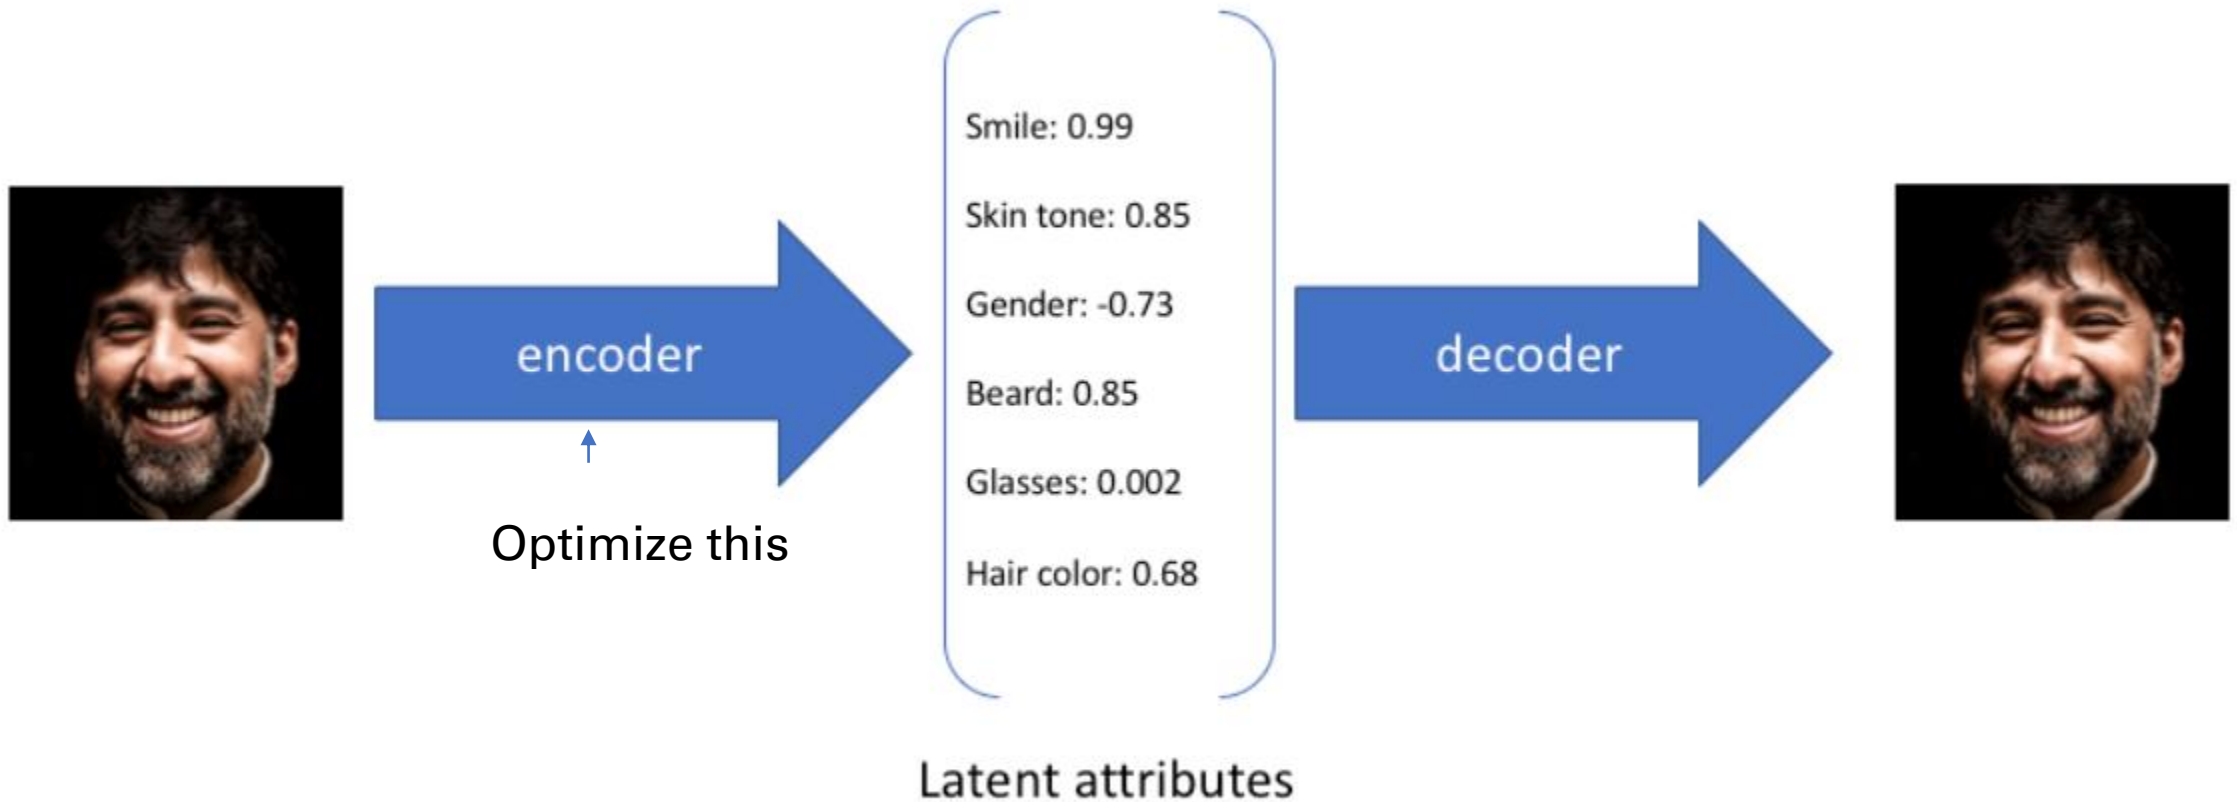 Smile: 0.99
Skin tone: 0.85
Gender: -0.73
Beard: 0.85
Glasses: 0.002
Hair color: 0.68
encoder
decoder
Optimize this
Latent attributes